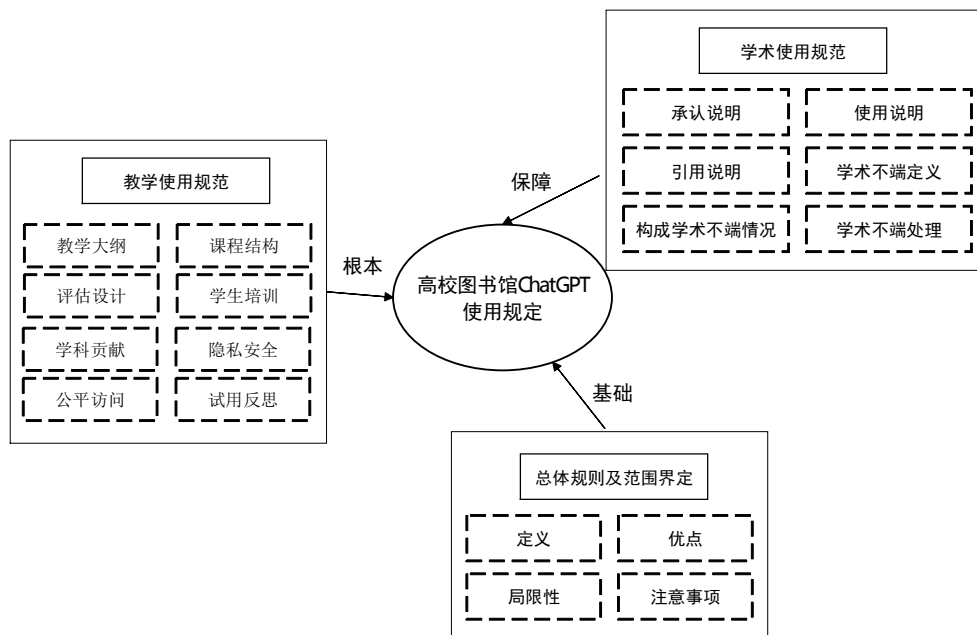 学术使用规范
承认说明
使用说明
引用说明
学术不端定义
构成学术不端情况
学术不端处理
保障
教学使用规范
教学大纲
课程结构
评估设计
学生培训
学科贡献
隐私安全
公平访问
试用反思
根本
高校图书馆ChatGPT
使用规定
基础
总体规则及范围界定
定义
优点
局限性
注意事项